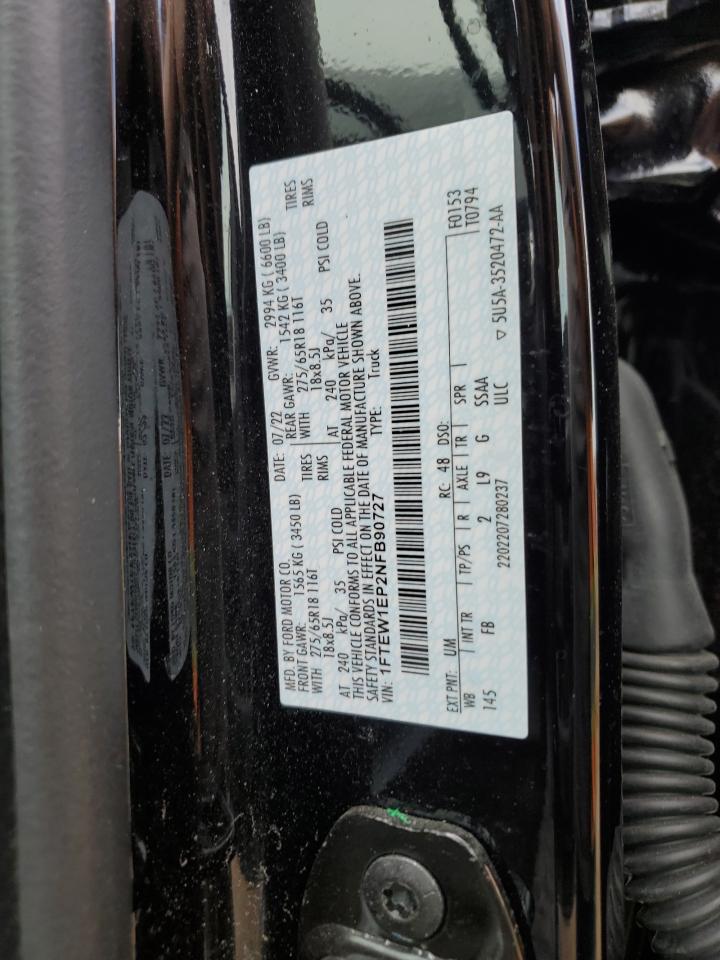 MFD. BY FORD MOTOR CO. DATE: 07/22 GVWR: 2994 KG ( 6600 LB)
FRONT GAWR: 1565 KG ( 3450 LB) REAR GAWR: 1542 KG ( 3400 LB)
WITH 275/65R18 116T TIRES WITH 275/65R18 116T TIRES
18x8.5J RIMS 18x8.5J RIMS
AT 240 kPa/ 35 PSI COLD AT 240 kPa/ 35 PSI COLD
THIS VEHICLE CONFORMS TO ALL APPLICABLE FEDERAL MOTOR VEHICLE
SAFETY STANDARDS IN EFFECT ON THE DATE OF MANUFACTURE SHOWN ABOVE.
VIN: 1FTEW1EP2NFB90727 TYPE: Truck
EXT PNT: UM RC: 48 DSO: F0153
WB INT TR TP/PS R AXLE TR SPR T0794
145 FB 2 L9 G SSAA
2202207280237 ULC ▽ 5U5A-3520472-AA